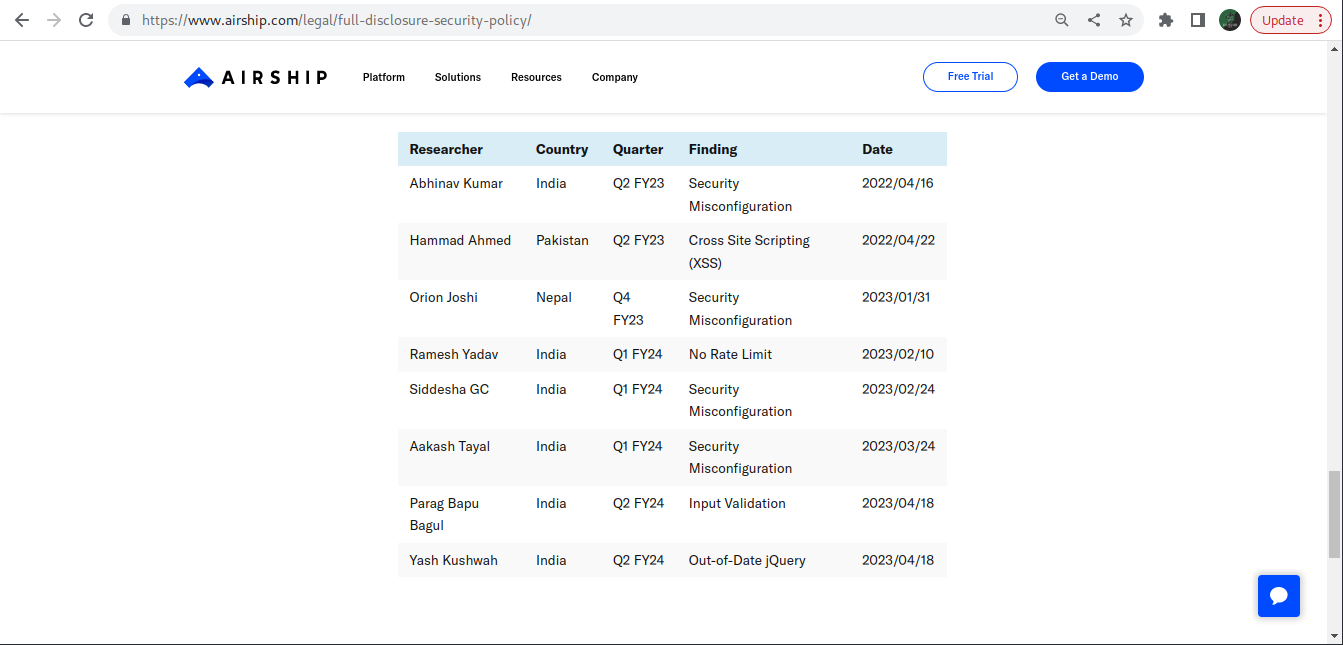 https://www.airship.com/legal/full-disclosure-security-policy/
Update
AIRSHIP Platform Solutions Resources Company Free Trial Get a Demo
Researcher Country Quarter Finding Date
Abhinav Kumar India Q2 FY23 Security 2022/04/16
Misconfiguration
Hammad Ahmed Pakistan Q2 FY23 Cross Site Scripting 2022/04/22
(XSS)
Orion Joshi Nepal Q4 Security 2023/01/31
FY23 Misconfiguration
Ramesh Yadav India Q1 FY24 No Rate Limit 2023/02/10
Siddesha GC India Q1 FY24 Security 2023/02/24
Misconfiguration
Aakash Tayal India Q1 FY24 Security 2023/03/24
Misconfiguration
Parag Bapu India Q2 FY24 Input Validation 2023/04/18
Bagul
Yash Kushwah India Q2 FY24 Out-of-Date jQuery 2023/04/18